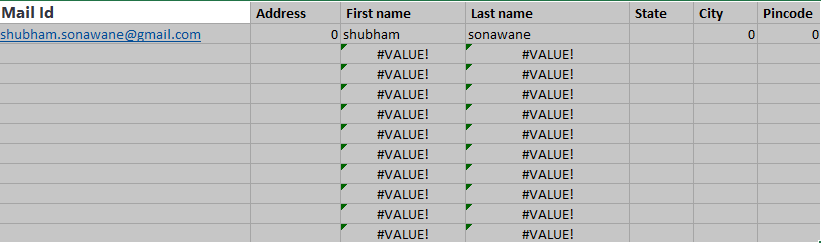 Mail Id Address First name Last name State City Pincode
shubham.sonawane@gmail.com 0 shubham sonawane 0 0
#VALUE! #VALUE!
#VALUE! #VALUE!
#VALUE! #VALUE!
#VALUE! #VALUE!
#VALUE! #VALUE!
#VALUE! #VALUE!
#VALUE! #VALUE!
#VALUE! #VALUE!
#VALUE! #VALUE!
#VALUE! #VALUE!